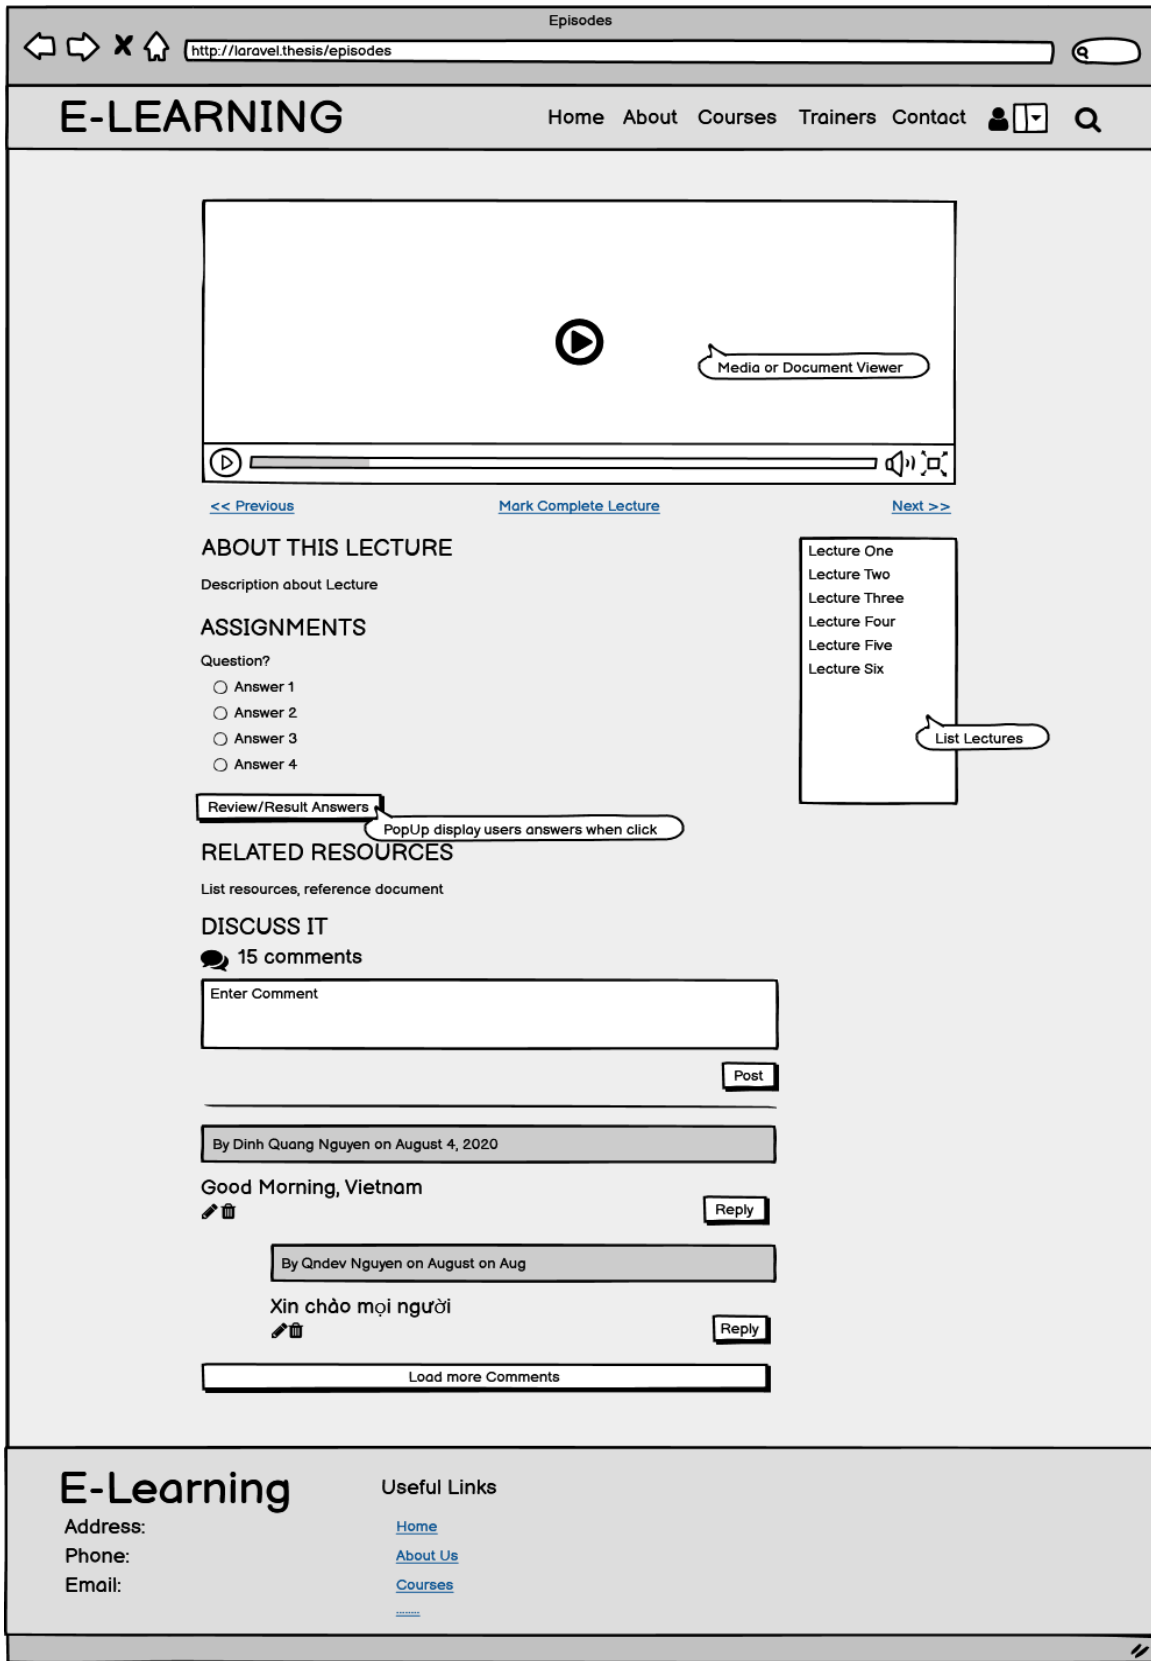 Episodes
http://laravel.thesis/episodes
E-LEARNING
Home About Courses Trainers Contact
Media or Document Viewer
<< Previous Mark Complete Lecture Next >>
ABOUT THIS LECTURE
Description about Lecture
ASSIGNMENTS
Question?
Answer 1
Answer 2
Answer 3
Answer 4
Review/Result Answers
PopUp display users answers when click
Lecture One
Lecture Two
Lecture Three
Lecture Four
Lecture Five
Lecture Six
List Lectures
RELATED RESOURCES
List resources, reference document
DISCUSS IT
15 comments
Enter Comment
Post
By Dinh Quang Nguyen on August 4, 2020
Good Morning, Vietnam
Reply
By Qndev Nguyen on August on Aug
Xin chào mọi người
Reply
Load more Comments
E-Learning
Address:
Phone:
Email:
Useful Links
Home
About Us
Courses
........